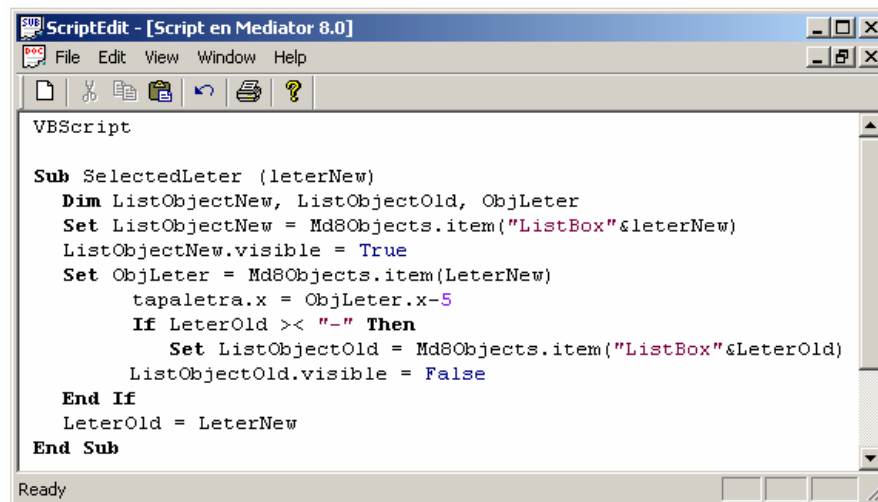 ScriptEdit - [Script en Mediator 8.0]
File Edit View Window Help
VBScript
Sub SelectedLeter (leterNew)
Dim ListObjectNew, ListObjectOld, ObjLeter
Set ListObjectNew = Md8Objects.item("ListBox"&leterNew)
ListObjectNew.visible = True
Set ObjLeter = Md8Objects.item(LeterNew)
tapaletra.x = ObjLeter.x-5
If LeterOld >< "-" Then
Set ListObjectOld = Md8Objects.item("ListBox"&LeterOld)
ListObjectOld.visible = False
End If
LeterOld = LeterNew
End Sub
Ready